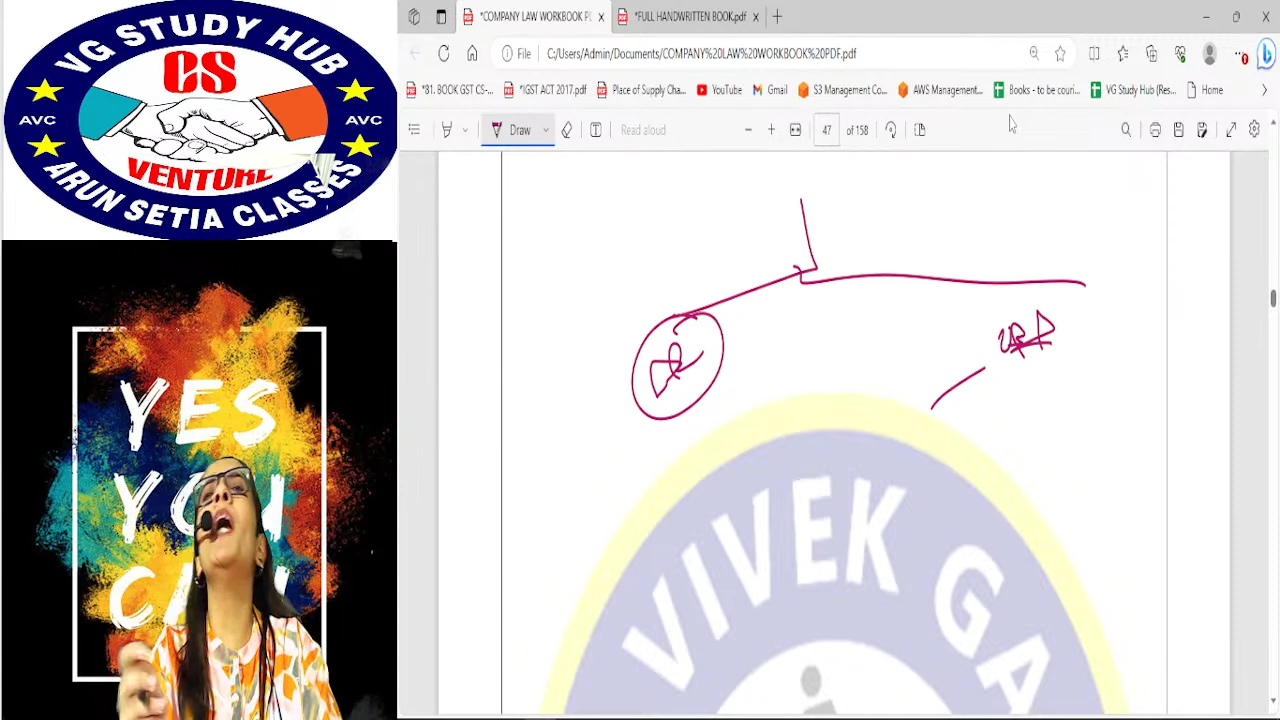 VG STUDY HUB
CS
AVC
AVC
VENTURE
ARUN SETIA CLASSES
YES
YOU
CAN
*COMPANY LAW WORKBOOK PD
*FULL HANDWRITTEN BOOK.pdf
File
C:/Users/Admin/Documents/COMPANY%20LAW%20WORKBOOK%20PDF.pdf
*81. BOOK GST CS-...
*IGST ACT 2017.pdf
Place of Supply Cha...
YouTube
Gmail
S3 Management Co...
AWS Management...
Books - to be couri...
VG Study Hub (Res...
Home
Draw
Read aloud
47
of 158
VIVEK GA